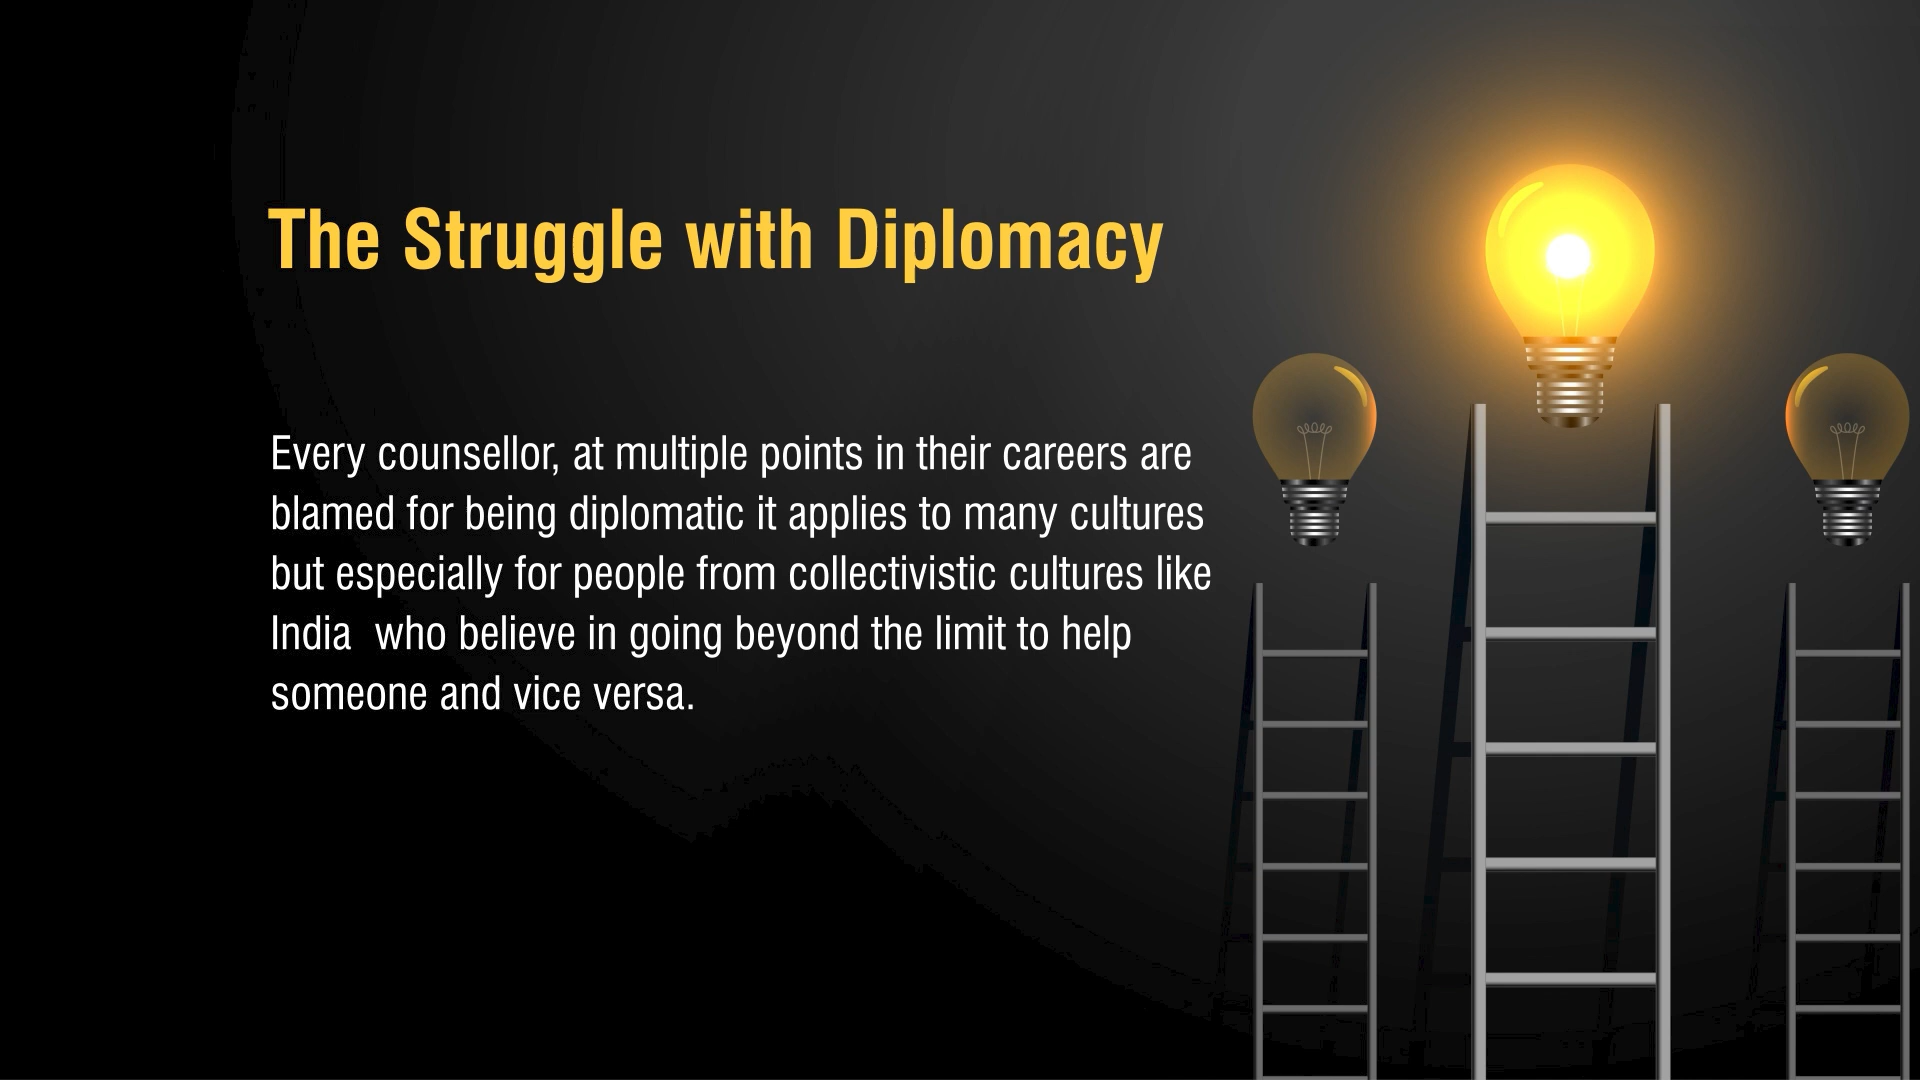 The Struggle with Diplomacy
Every counsellor, at multiple points in their careers are
blamed for being diplomatic it applies to many cultures
but especially for people from collectivistic cultures like
India  who believe in going beyond the limit to help
someone and vice versa.